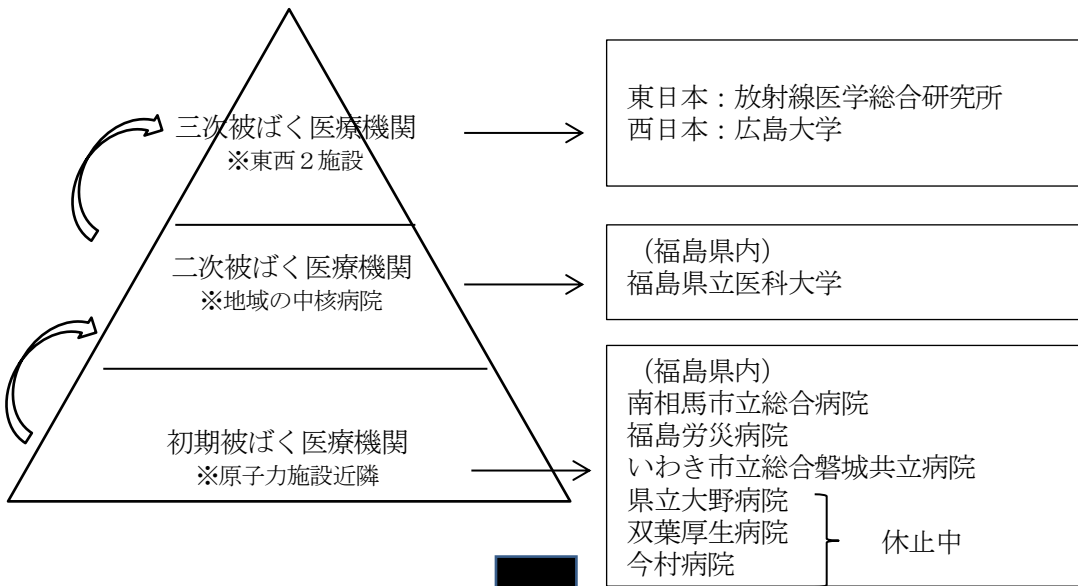 三次被ばく医療機関
※東西２施設
東日本：放射線医学総合研究所
西日本：広島大学
二次被ばく医療機関
※地域の中核病院
（福島県内）
福島県立医科大学
初期被ばく医療機関
※原子力施設近隣
（福島県内）
南相馬市立総合病院
福島労災病院
いわき市立総合磐城共立病院
県立大野病院
双葉厚生病院
今村病院
休止中